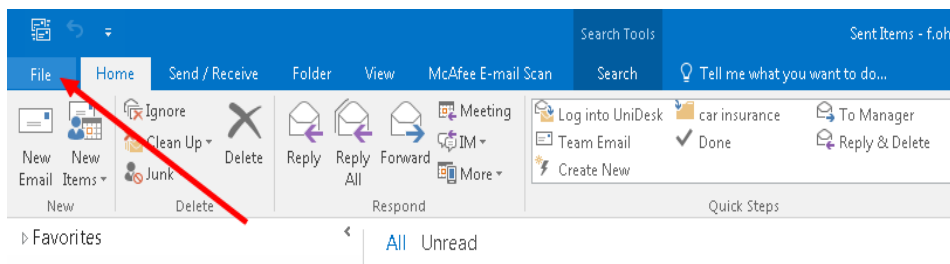 Search Tools
Sent Items - f.oh
File Home Send / Receive Folder View McAfee E-mail Scan Search Tell me what you want to do...
New Email
New Items
Ignore
Clean Up
Junk
Delete
Reply
Reply All
Forward
Meeting
IM
More
Log into UniDesk
Team Email
Create New
car insurance
Done
To Manager
Reply & Delete
New Delete Respond Quick Steps
Favorites
All Unread